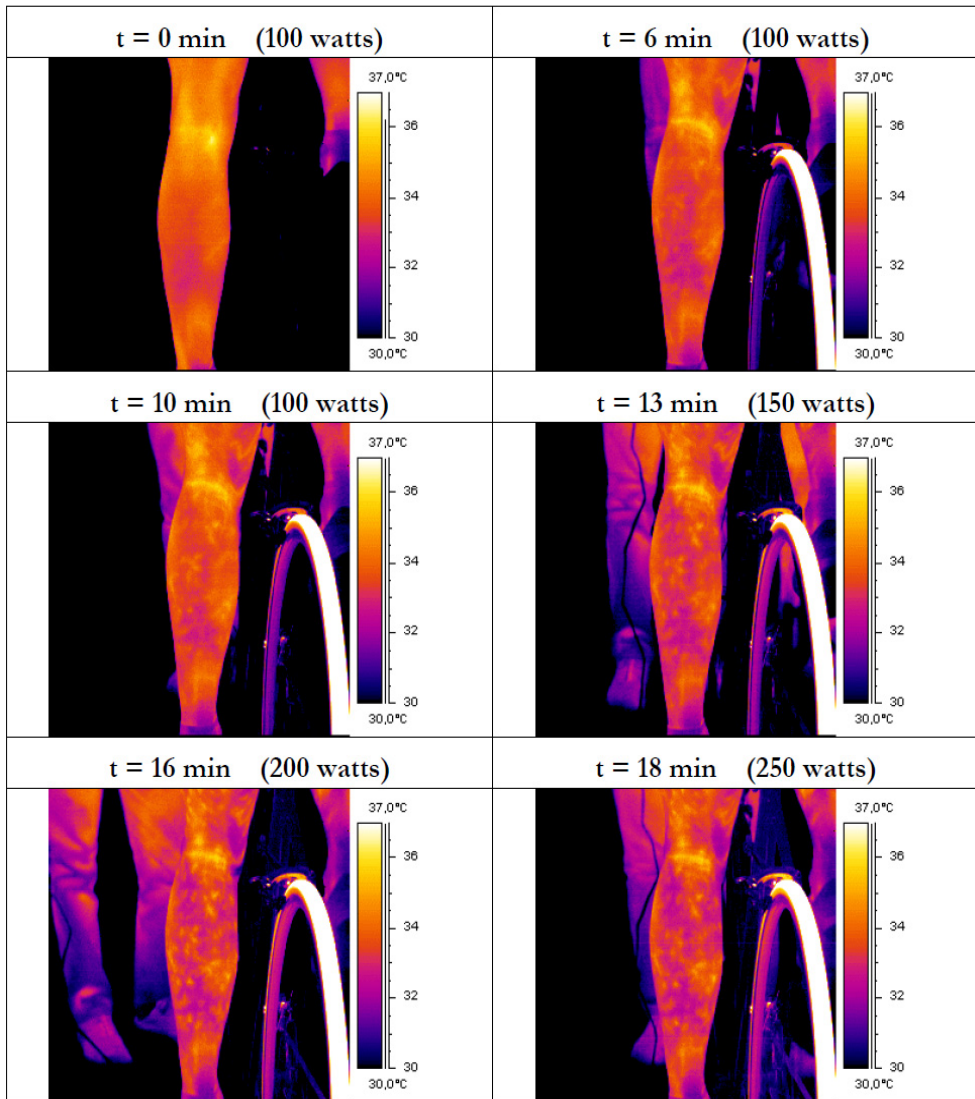 t = 0 min (100 watts)
37,0°C
36
34
32
30
30,0°C
t = 6 min (100 watts)
37,0°C
36
34
32
30
30,0°C
t = 10 min (100 watts)
37,0°C
36
34
32
30
30,0°C
t = 13 min (150 watts)
37,0°C
36
34
32
30
30,0°C
t = 16 min (200 watts)
37,0°C
36
34
32
30
30,0°C
t = 18 min (250 watts)
37,0°C
36
34
32
30
30,0°C